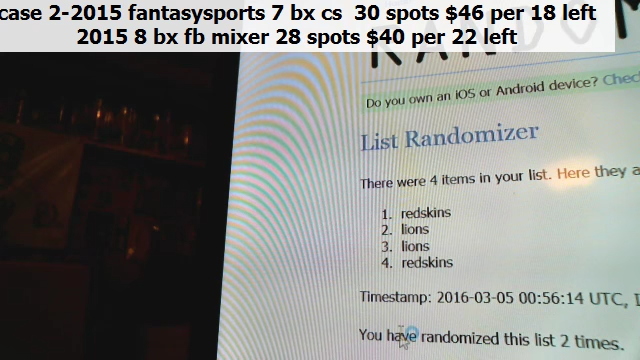 case 2-2015 fantasysports 7 bx cs 30 spots $46 per 18 left
2015 8 bx fb mixer 28 spots $40 per 22 left
Do you own an iOS or Android device? Chec
List Randomizer
There were 4 items in your list. Here they a
1. redskins
2. lions
3. lions
4. redskins
Timestamp: 2016-03-05 00:56:14 UTC,
You have randomized this list 2 times.